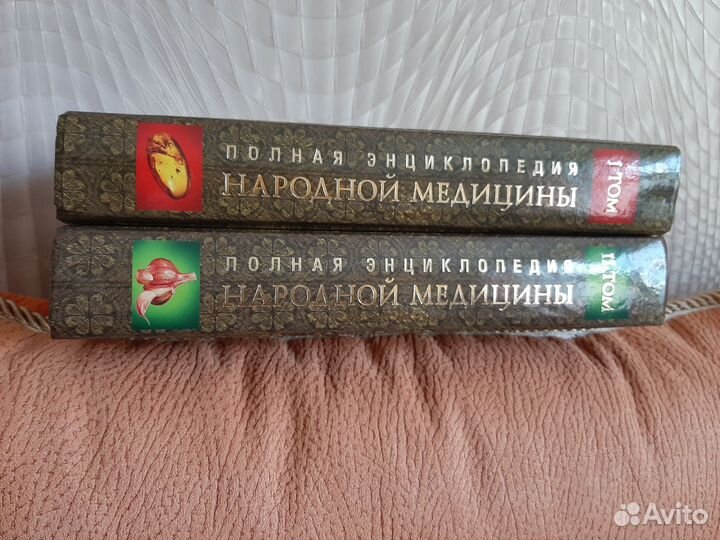 ПОЛНАЯ ЭНЦИКЛОПЕДИЯ
НАРОДНОЙ МЕДИЦИНЫ
I ТОМ
ПОЛНАЯ ЭНЦИКЛОПЕДИЯ
НАРОДНОЙ МЕДИЦИНЫ
II ТОМ
Avito